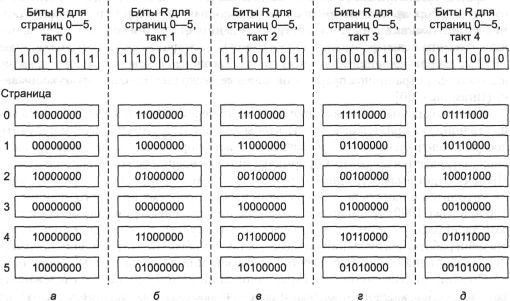 Биты R для Биты R для Биты R для Биты R для Биты R для
страниц 0—5, страниц 0—5, страниц 0—5, страниц 0—5, страниц 0—5,
такт 0 такт 1 такт 2 такт 3 такт 4
1 0 1 0 1 1 1 1 0 0 1 0 1 1 0 1 0 1 1 0 0 0 1 0 0 1 1 0 0 0
Страница
0 10000000 11000000 11100000 11110000 01111000
1 00000000 10000000 11000000 01100000 10110000
2 10000000 01000000 00100000 00100000 10001000
3 00000000 00000000 10000000 01000000 00100000
4 10000000 11000000 01100000 10110000 01011000
5 10000000 01000000 10100000 01010000 00101000
а б в г д